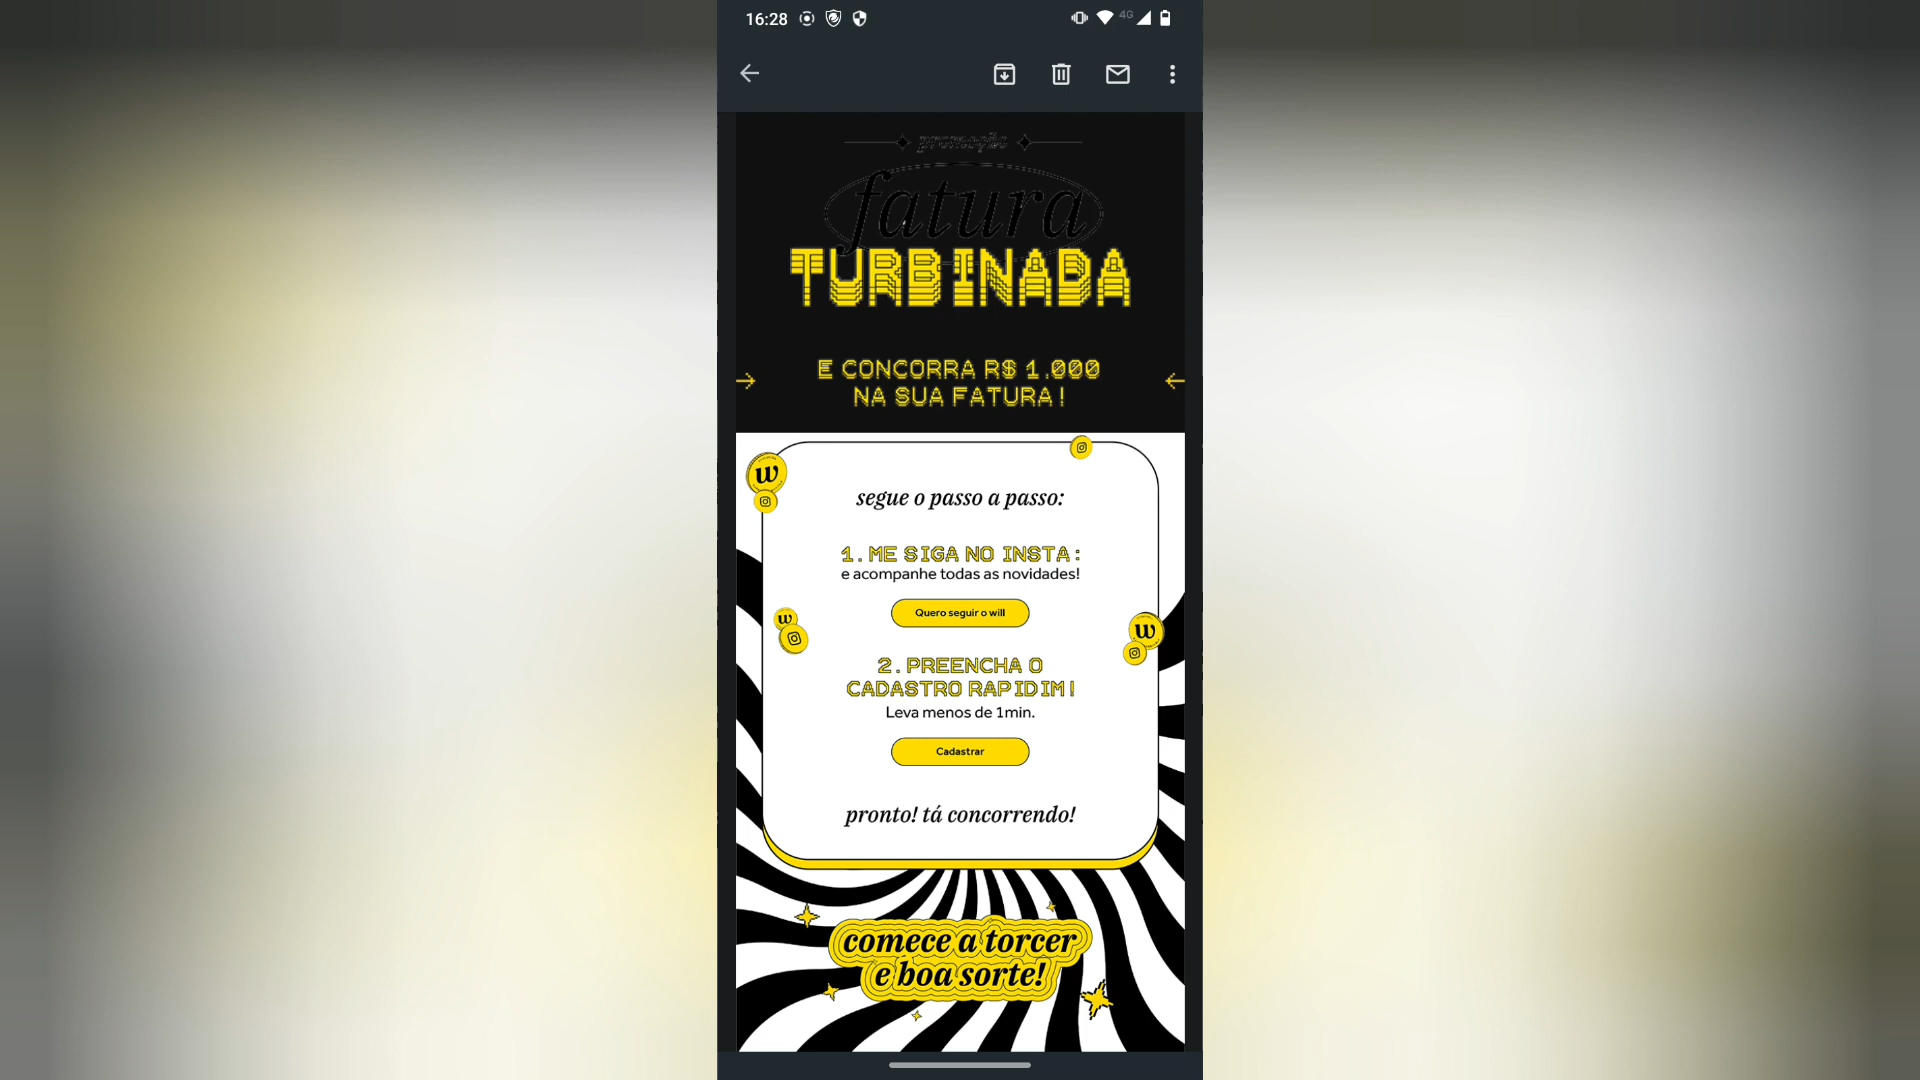 16:28
4G
promoção
fatura
TURBINADA
E CONCORRA R$ 1.000
NA SUA FATURA!
w
segue o passo a passo:
1. ME SIGA NO INSTA:
e acompanhe todas as novidades!
Quero seguir o will
w
w
2. PREENCHA O
CADASTRO RAPIDIM!
Leva menos de 1min.
Cadastrar
pronto! tá concorrendo!
comece a torcer
e boa sorte!